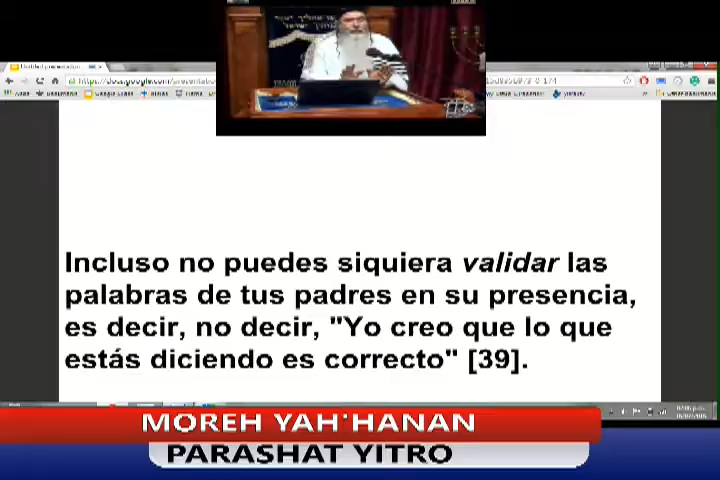 Incluso no puedes siquiera validar las
palabras de tus padres en su presencia,
es decir, no decir, "Yo creo que lo que
estás diciendo es correcto" [39].
MOREH YAH'HANAN
PARASHAT YITRO